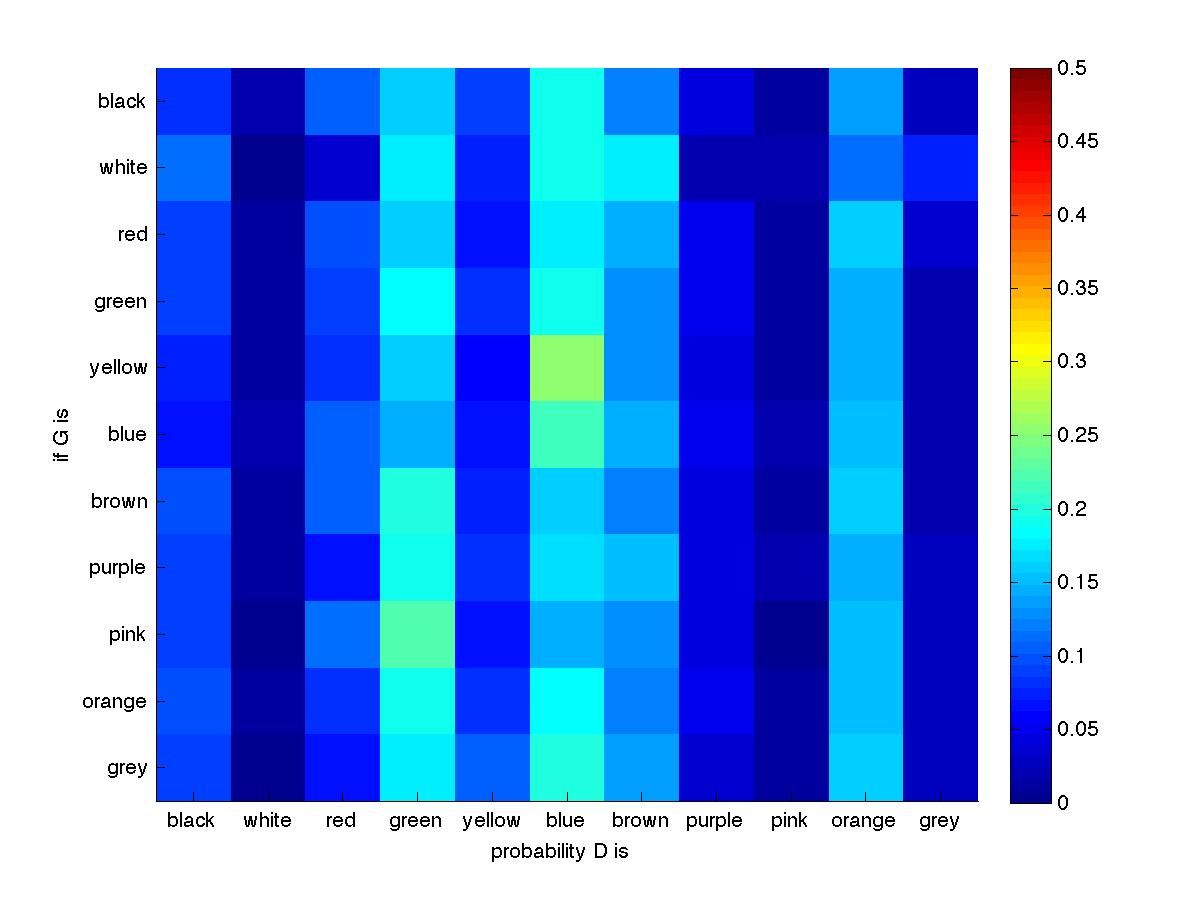 black
white
red
green
yellow
blue
brown
purple
pink
orange
grey
if G is
black white red green yellow blue brown purple pink orange grey
probability D is
0.5
0.45
0.4
0.35
0.3
0.25
0.2
0.15
0.1
0.05
0